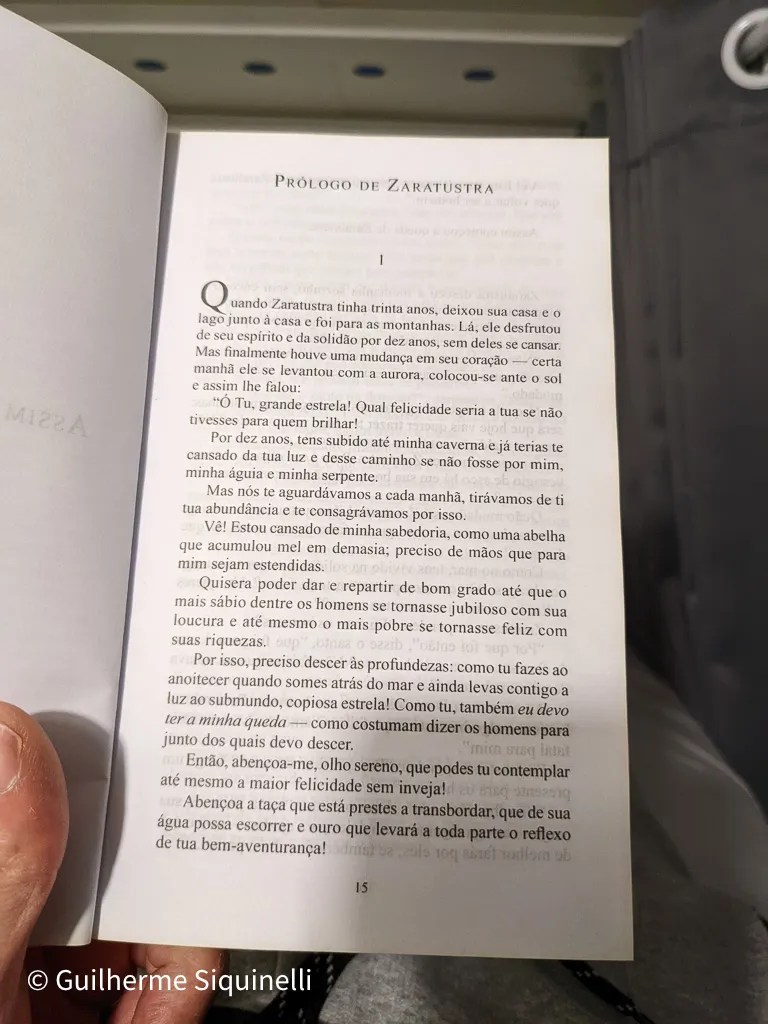 PRÓLOGO DE ZARATUSTRA
I
Quando Zaratustra tinha trinta anos, deixou sua casa e o
lago junto à casa e foi para as montanhas. Lá, ele desfrutou
de seu espírito e da solidão por dez anos, sem deles se cansar.
Mas finalmente houve uma mudança em seu coração — certa
manhã ele se levantou com a aurora, colocou-se ante o sol
e assim lhe falou:
“Ó Tu, grande estrela! Qual felicidade seria a tua se não
tivesses para quem brilhar!
Por dez anos, tens subido até minha caverna e já terias te
cansado da tua luz e desse caminho se não fosse por mim,
minha águia e minha serpente.
Mas nós te aguardávamos a cada manhã, tirávamos de ti
tua abundância e te consagrávamos por isso.
Vê! Estou cansado de minha sabedoria, como uma abelha
que acumulou mel em demasia; preciso de mãos que para
mim sejam estendidas.
Quisera poder dar e repartir de bom grado até que o
mais sábio dentre os homens se tornasse jubiloso com sua
loucura e até mesmo o mais pobre se tornasse feliz com
suas riquezas.
Por isso, preciso descer às profundezas: como tu fazes ao
anoitecer quando somes atrás do mar e ainda levas contigo a
luz ao submundo, copiosa estrela! Como tu, também eu devo
ter a minha queda — como costumam dizer os homens para
junto dos quais devo descer.
Então, abençoa-me, olho sereno, que podes tu contemplar
até mesmo a maior felicidade sem inveja!
Abençoa a taça que está prestes a transbordar, que de sua
água possa escorrer e ouro que levará a toda parte o reflexo
de tua bem-aventurança!
15
ASSIM
© Guilherme Siquinelli